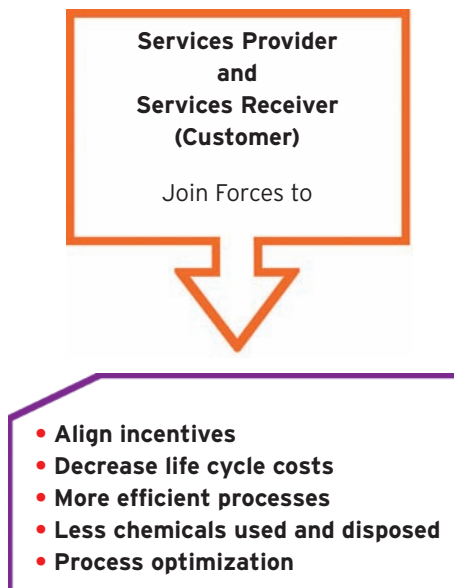 Services Provider
and
Services Receiver
(Customer)
Join Forces to
• Align incentives
• Decrease life cycle costs
• More efficient processes
• Less chemicals used and disposed
• Process optimization